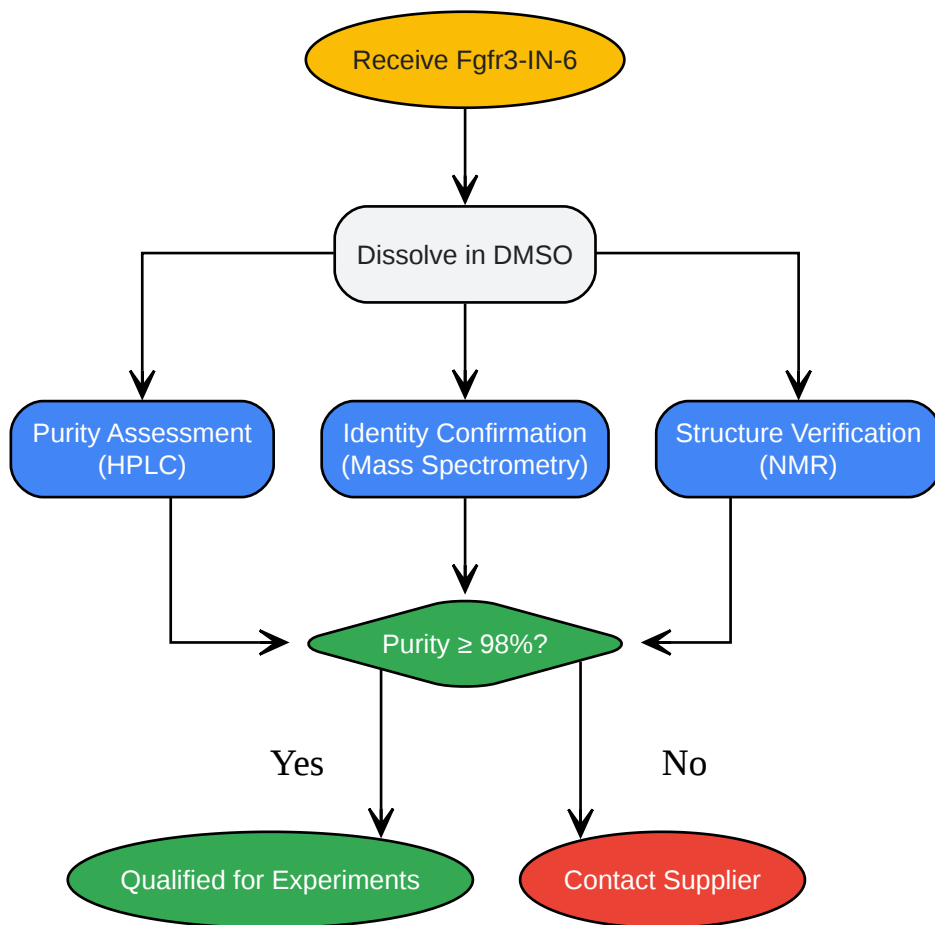 Receive Fgfr3-IN-6
Dissolve in DMSO
Purity Assessment
(HPLC)
Identity Confirmation
(Mass Spectrometry)
Structure Verification
(NMR)
Purity ≥ 98%?
Yes
No
Qualified for Experiments
Contact Supplier